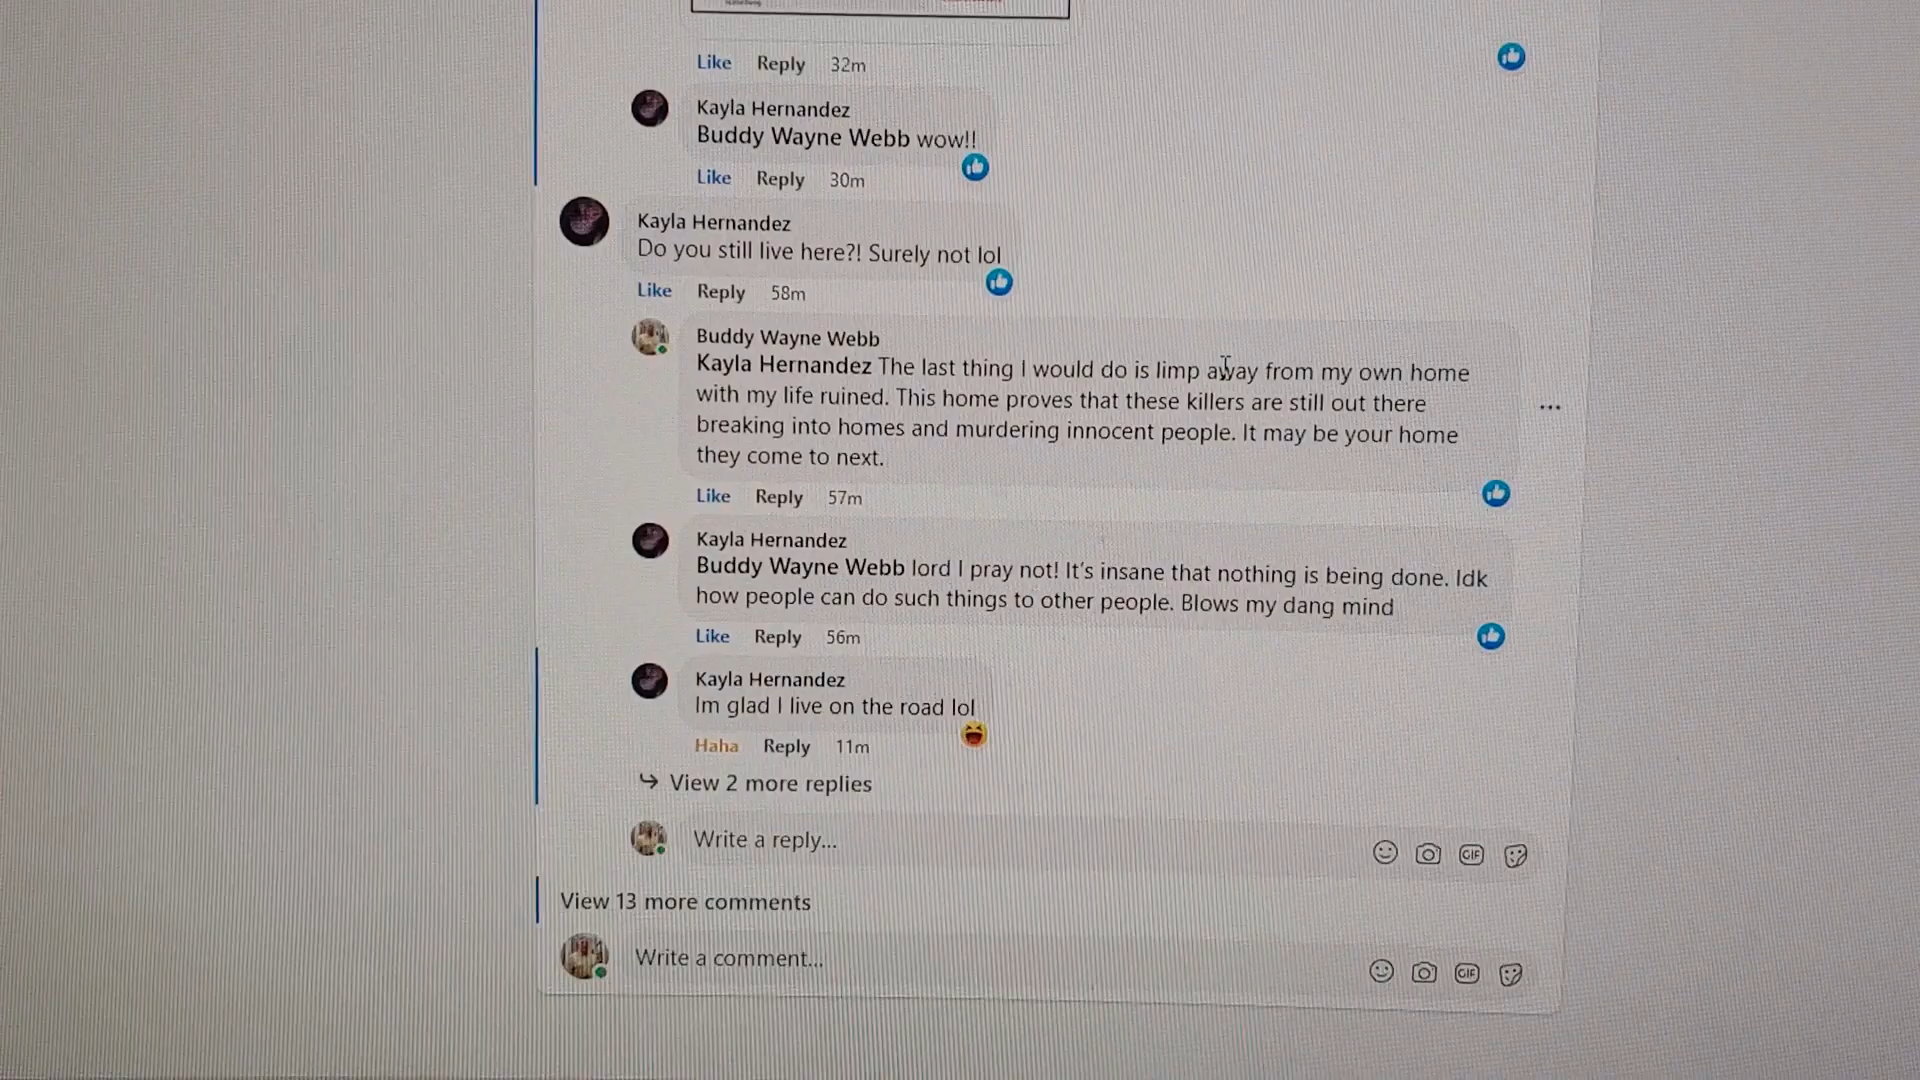 Like Reply 32m
Kayla Hernandez
Buddy Wayne Webb wow!!
Like Reply 30m
Kayla Hernandez
Do you still live here?! Surely not lol
Like Reply 58m
Buddy Wayne Webb
Kayla Hernandez The last thing I would do is limp away from my own home
with my life ruined. This home proves that these killers are still out there
breaking into homes and murdering innocent people. It may be your home
they come to next.
Like Reply 57m
Kayla Hernandez
Buddy Wayne Webb lord I pray not! It's insane that nothing is being done. Idk
how people can do such things to other people. Blows my dang mind
Like Reply 56m
Kayla Hernandez
Im glad I live on the road lol
Haha Reply 11m
View 2 more replies
Write a reply...
GIF
View 13 more comments
Write a comment...
GIF